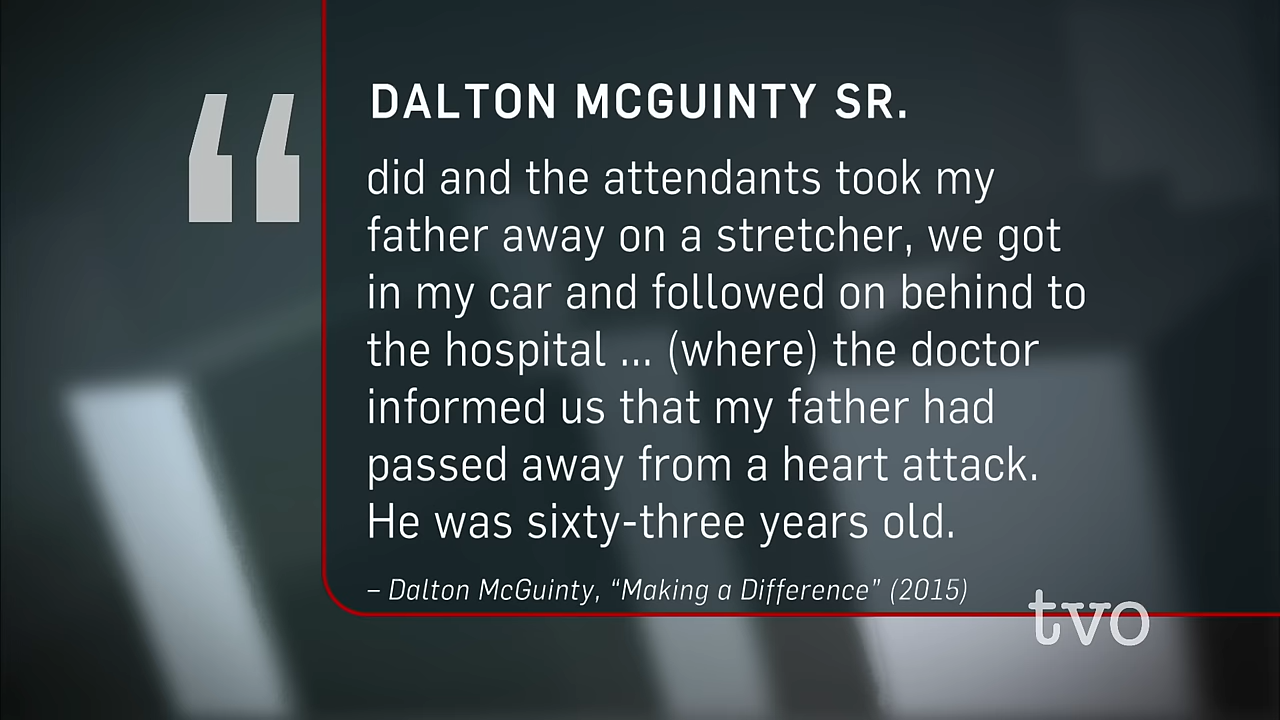 “
DALTON MCGUINTY SR.
did and the attendants took my
father away on a stretcher, we got
in my car and followed on behind to
the hospital ... (where) the doctor
informed us that my father had
passed away from a heart attack.
He was sixty-three years old.
– Dalton McGuinty, “Making a Difference” (2015)
tvo